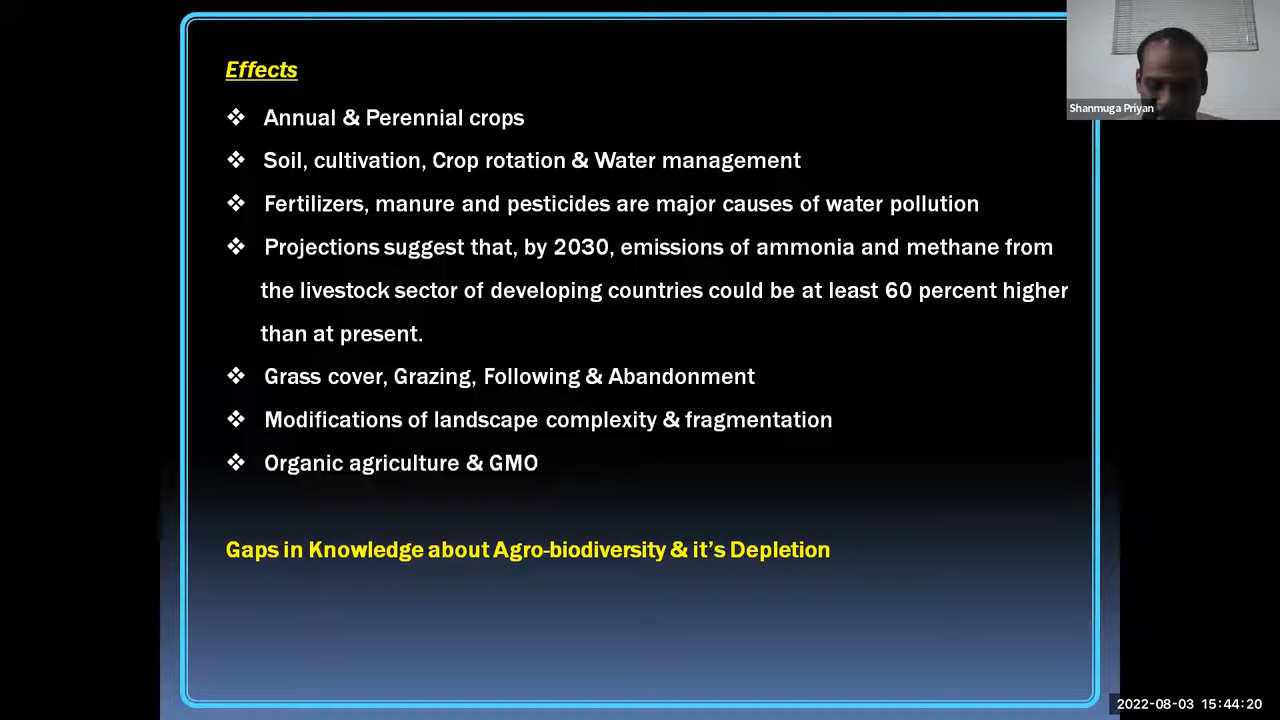 Effects
❖ Annual & Perennial crops
❖ Soil, cultivation, Crop rotation & Water management
❖ Fertilizers, manure and pesticides are major causes of water pollution
❖ Projections suggest that, by 2030, emissions of ammonia and methane from
the livestock sector of developing countries could be at least 60 percent higher
than at present.
❖ Grass cover, Grazing, Following & Abandonment
❖ Modifications of landscape complexity & fragmentation
❖ Organic agriculture & GMO
Gaps in Knowledge about Agro-biodiversity & it's Depletion
Shanmuga Priyan
2022-08-03 15:44:20